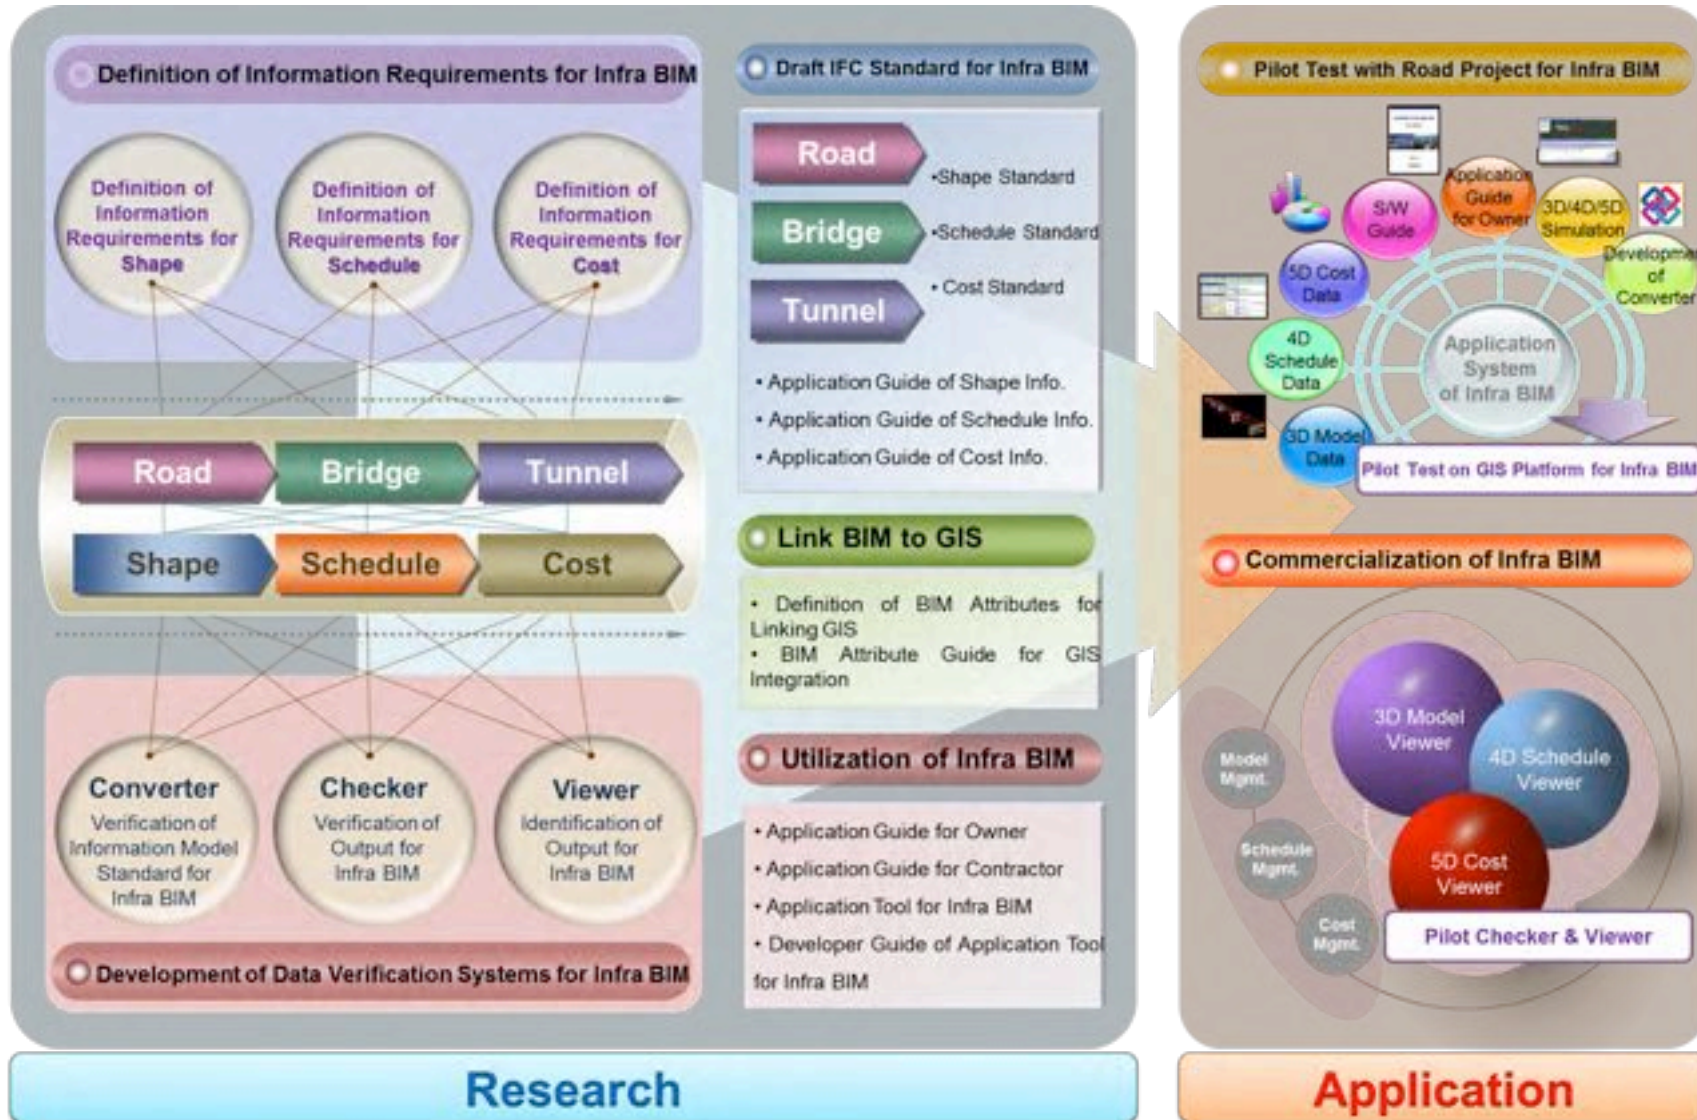 Definition of Information Requirements for Infra BIM
Definition of
Information
Requirements for
Shape
Definition of
Information
Requirements for
Schedule
Definition of
Information
Requirements for
Cost
Road
Bridge
Tunnel
Shape
Schedule
Cost
Converter
Verification of
Information Model
Standard for
Infra BIM
Checker
Verification of
Output for
Infra BIM
Viewer
Identification of
Output for
Infra BIM
Development of Data Verification Systems for Infra BIM
Draft IFC Standard for Infra BIM
Road
Bridge
Tunnel
•Shape Standard
•Schedule Standard
• Cost Standard
• Application Guide of Shape Info.
• Application Guide of Schedule Info.
• Application Guide of Cost Info.
Link BIM to GIS
• Definition of BIM Attributes for
Linking GIS
• BIM Attribute Guide for GIS
Integration
Utilization of Infra BIM
• Application Guide for Owner
• Application Guide for Contractor
• Application Tool for Infra BIM
• Developer Guide of Application Tool
for Infra BIM
Research
Pilot Test with Road Project for Infra BIM
3D Model
Data
4D
Schedule
Data
5D Cost
Data
S/W
Guide
Application
Guide
for Owner
3D/4D/5D
Simulation
Developmen
of
Converter
Application
System
of Infra BIM
Pilot Test on GIS Platform for Infra BIM
Commercialization of Infra BIM
3D Model
Viewer
4D Schedule
Viewer
5D Cost
Viewer
Model
Mgmt.
Schedule
Mgmt.
Cost
Mgmt.
Pilot Checker & Viewer
Application